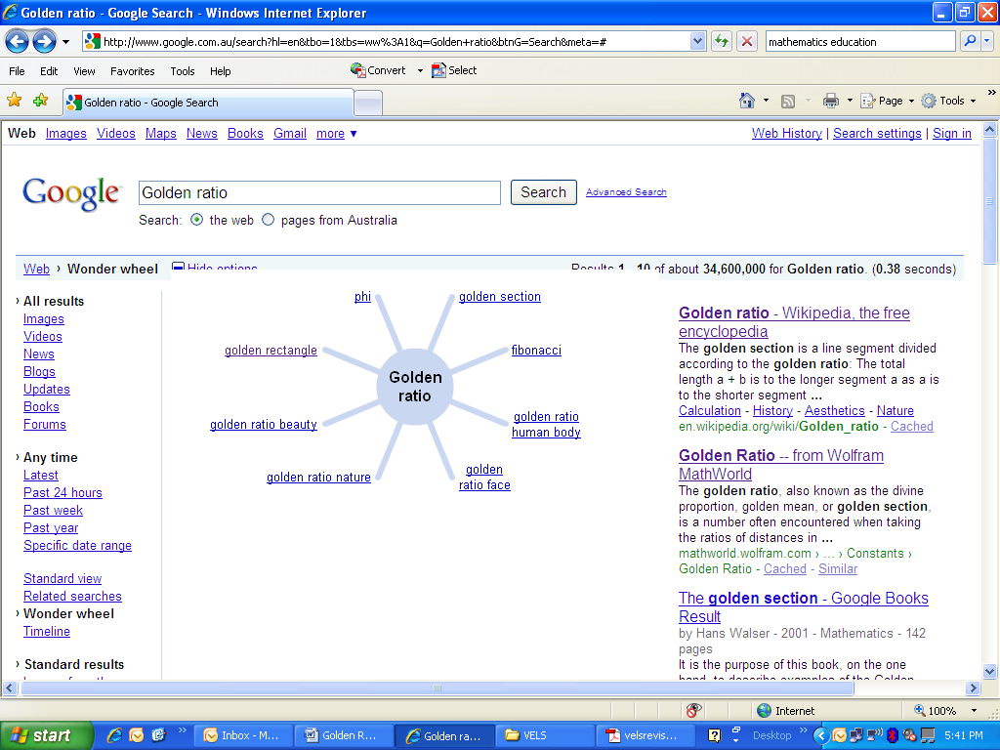 Golden ratio - Google Search - Windows Internet Explorer
http://www.google.com.au/search?hl=en&tbo=1&tbs=ww%3A1&q=Golden+ratio&btnG=Search&meta=#
mathematics education
File Edit View Favorites Tools Help
Convert Select
Golden ratio - Google Search
Page Tools »
Web Images Videos Maps News Books Gmail more ▼
Web History | Search settings | Sign in
Google
Golden ratio
Search
Advanced Search
Search: the web pages from Australia
Web › Wonder wheel Hide options
Results 1 - 10 of about 34,600,000 for Golden ratio. (0.38 seconds)
› All results
Images
Videos
News
Blogs
Updates
Books
Forums
› Any time
Latest
Past 24 hours
Past week
Past year
Specific date range
Standard view
Related searches
› Wonder wheel
Timeline
› Standard results
phi
golden section
golden rectangle
fibonacci
Golden
ratio
golden ratio beauty
golden ratio
human body
golden ratio nature
golden
ratio face
Golden ratio - Wikipedia, the free
encyclopedia
The golden section is a line segment divided
according to the golden ratio: The total
length a + b is to the longer segment a as a is
to the shorter segment ...
Calculation - History - Aesthetics - Nature
en.wikipedia.org/wiki/Golden_ratio - Cached
Golden Ratio -- from Wolfram
MathWorld
The golden ratio, also known as the divine
proportion, golden mean, or golden section,
is a number often encountered when taking
the ratios of distances in ...
mathworld.wolfram.com › ... › Constants ›
Golden Ratio - Cached - Similar
The golden section - Google Books
Result
by Hans Walser - 2001 - Mathematics - 142
pages
It is the purpose of this book, on the one
hand, to describe examples of the Golden
Internet
100%
start
» Inbox - M... Golden R... Golden ra... VELS velsrevis... Desktop » 5:41 PM